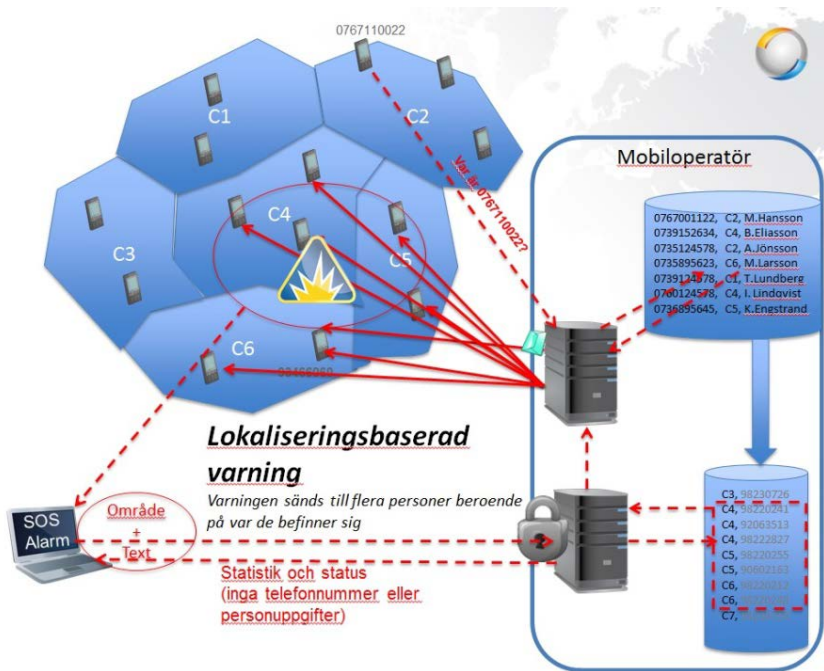 0767110022
C1
C2
C3
C4
C5
C6
Var är 0767110022?
Mobiloperatör
0767001122, C2, M.Hansson
0739152634, C4, B.Eliasson
0735124578, C2, A.Jönsson
0735895623, C6, M.Larsson
0739124578, C1, T.Lundberg
0760124578, C4, I. Lindqvist
0736895645, C5, K.Engstrand
Lokaliseringsbaserad
varning
Varningen sänds till flera personer beroende
på var de befinner sig
SOS
Alarm
Område
+
Text
Statistik och status
(inga telefonnummer eller
personuppgifter)
C3, 98230726
C4, 98220241
C4, 92063513
C4, 98222827
C5, 98220255
C5, 90602163
C6,
C6,
C7,